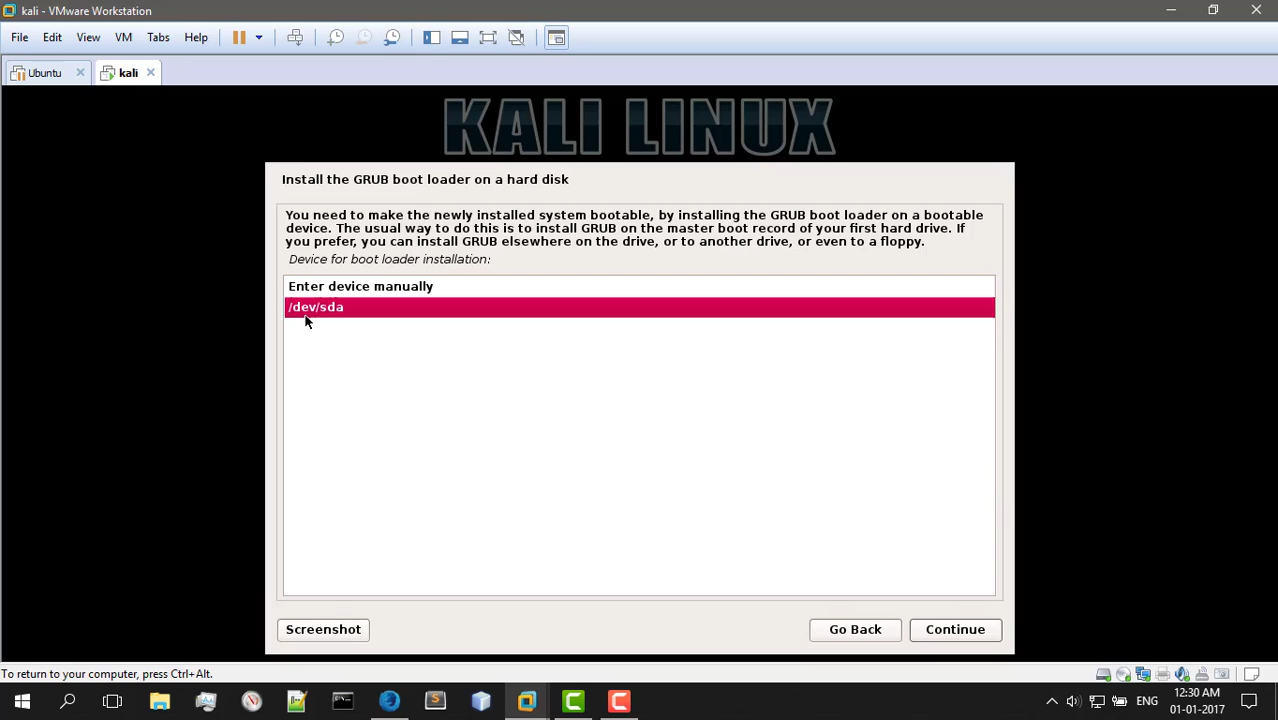 kali - VMware Workstation
File Edit View VM Tabs Help
Ubuntu kali
KALI LINUX
Install the GRUB boot loader on a hard disk
You need to make the newly installed system bootable, by installing the GRUB boot loader on a bootable
device. The usual way to do this is to install GRUB on the master boot record of your first hard drive. If
you prefer, you can install GRUB elsewhere on the drive, or to another drive, or even to a floppy.
Device for boot loader installation:
Enter device manually
/dev/sda
Screenshot Go Back Continue
To return to your computer, press Ctrl+Alt.
ENG 12:30 AM
01-01-2017